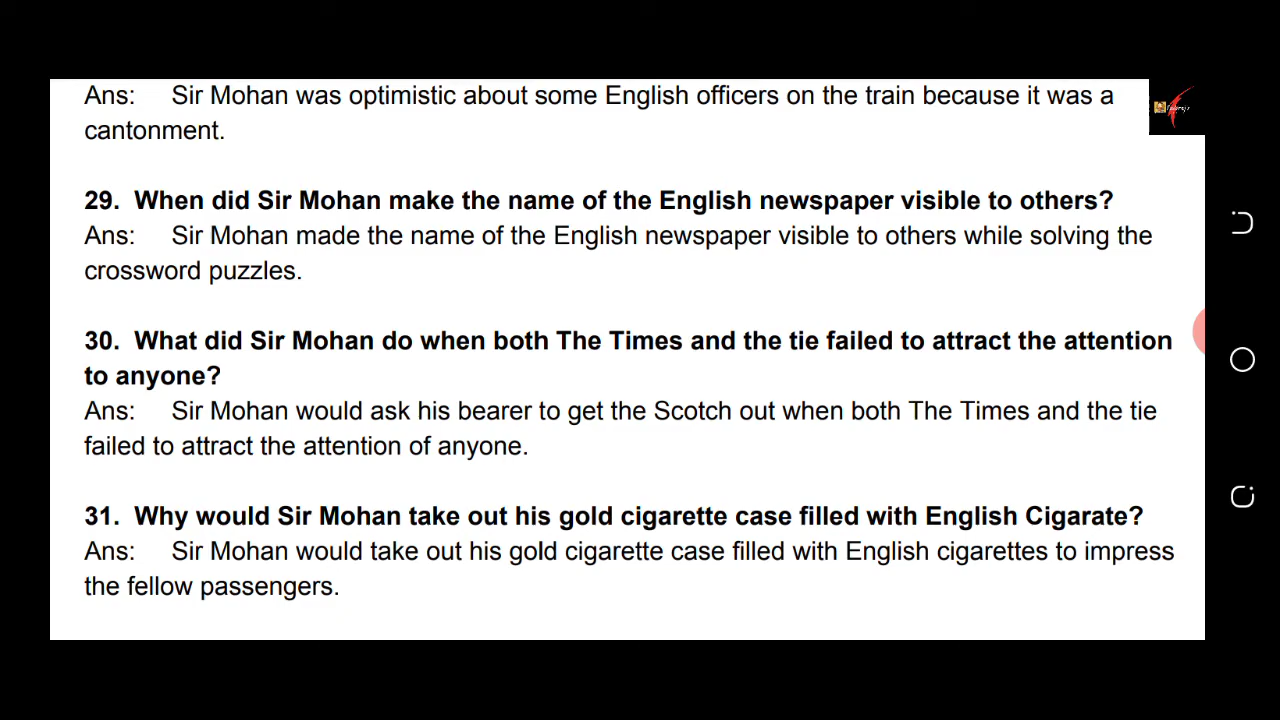 Ans: Sir Mohan was optimistic about some English officers on the train because it was a
cantonment.
29. When did Sir Mohan make the name of the English newspaper visible to others?
Ans: Sir Mohan made the name of the English newspaper visible to others while solving the
crossword puzzles.
30. What did Sir Mohan do when both The Times and the tie failed to attract the attention
to anyone?
Ans: Sir Mohan would ask his bearer to get the Scotch out when both The Times and the tie
failed to attract the attention of anyone.
31. Why would Sir Mohan take out his gold cigarette case filled with English Cigarate?
Ans: Sir Mohan would take out his gold cigarette case filled with English cigarettes to impress
the fellow passengers.